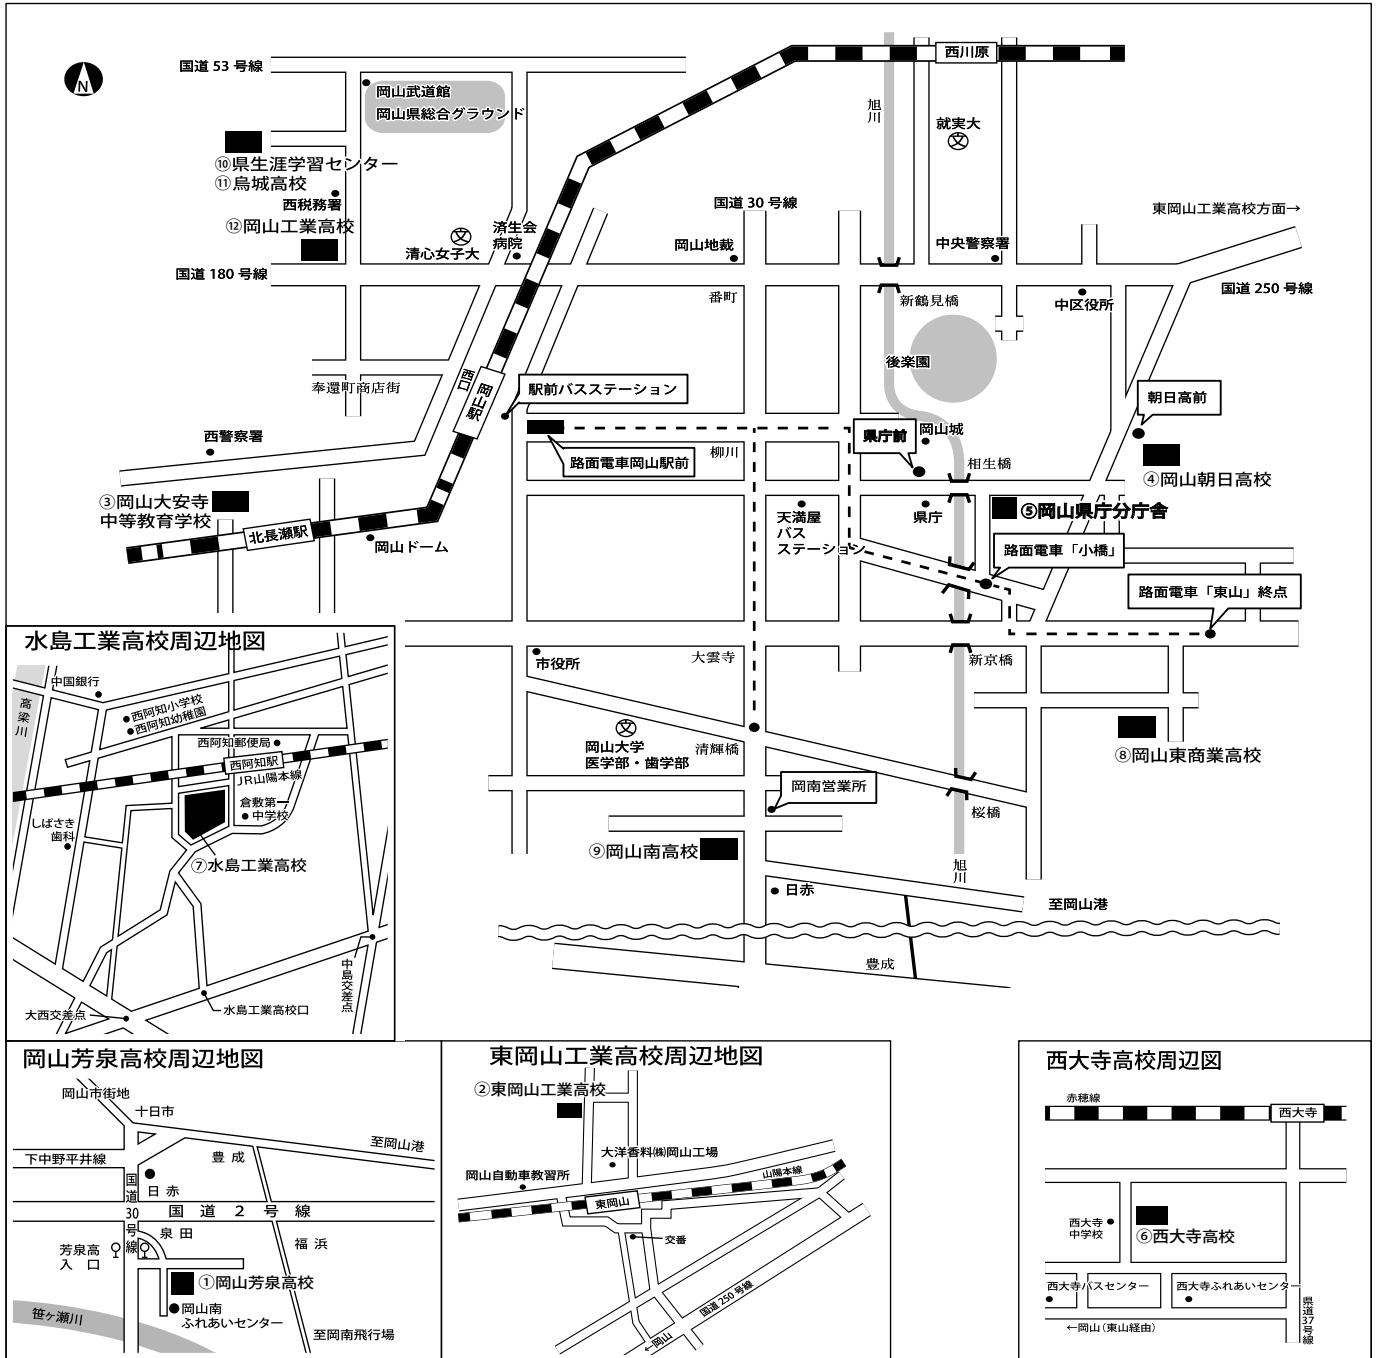 N
国道 53 号線
岡山武道館
岡山県総合グラウンド
⑩県生涯学習センター
⑪烏城高校
西税務署
⑫岡山工業高校
国道 180 号線
清心女子大
済生会
病院
岡山地裁
国道 30 号線
西川原
旭川
就実大
中央警察署
東岡山工業高校方面→
国道 250 号線
中区役所
番町
新鶴見橋
後楽園
奉還町商店街
西口
岡山駅
駅前バスステーション
朝日高前
西警察署
路面電車岡山駅前
柳川
県庁前
岡山城
相生橋
④岡山朝日高校
③岡山大安寺
中等教育学校
北長瀬駅
岡山ドーム
天満屋
バス
ステーション
県庁
⑤岡山県庁分庁舎
路面電車「小橋」
路面電車「東山」終点
市役所
大雲寺
新京橋
岡山大学
医学部・歯学部
清輝橋
⑧岡山東商業高校
岡南営業所
桜橋
⑨岡山南高校
旭川
日赤
至岡山港
豊成
水島工業高校周辺地図
中国銀行
高梁川
西阿知小学校
西阿知幼稚園
西阿知郵便局
西阿知駅
JR山陽本線
倉敷第一
中学校
しばさき
歯科
⑦水島工業高校
中島交差点
大西交差点
水島工業高校口
岡山芳泉高校周辺地図
岡山市街地
十日市
至岡山港
下中野平井線
豊成
国道30号線
日赤
国道2号線
泉田
福浜
芳泉高
入口
①岡山芳泉高校
岡山南
ふれあいセンター
笹ヶ瀬川
至岡南飛行場
東岡山工業高校周辺地図
②東岡山工業高校
大洋香料㈱岡山工場
岡山自動車教習所
山陽本線
東岡山
交番
国道 250 号線
←岡山
西大寺高校周辺図
赤穂線
西大寺
西大寺
中学校
⑥西大寺高校
西大寺バスセンター
西大寺ふれあいセンター
県道37号線
←岡山（東山経由）